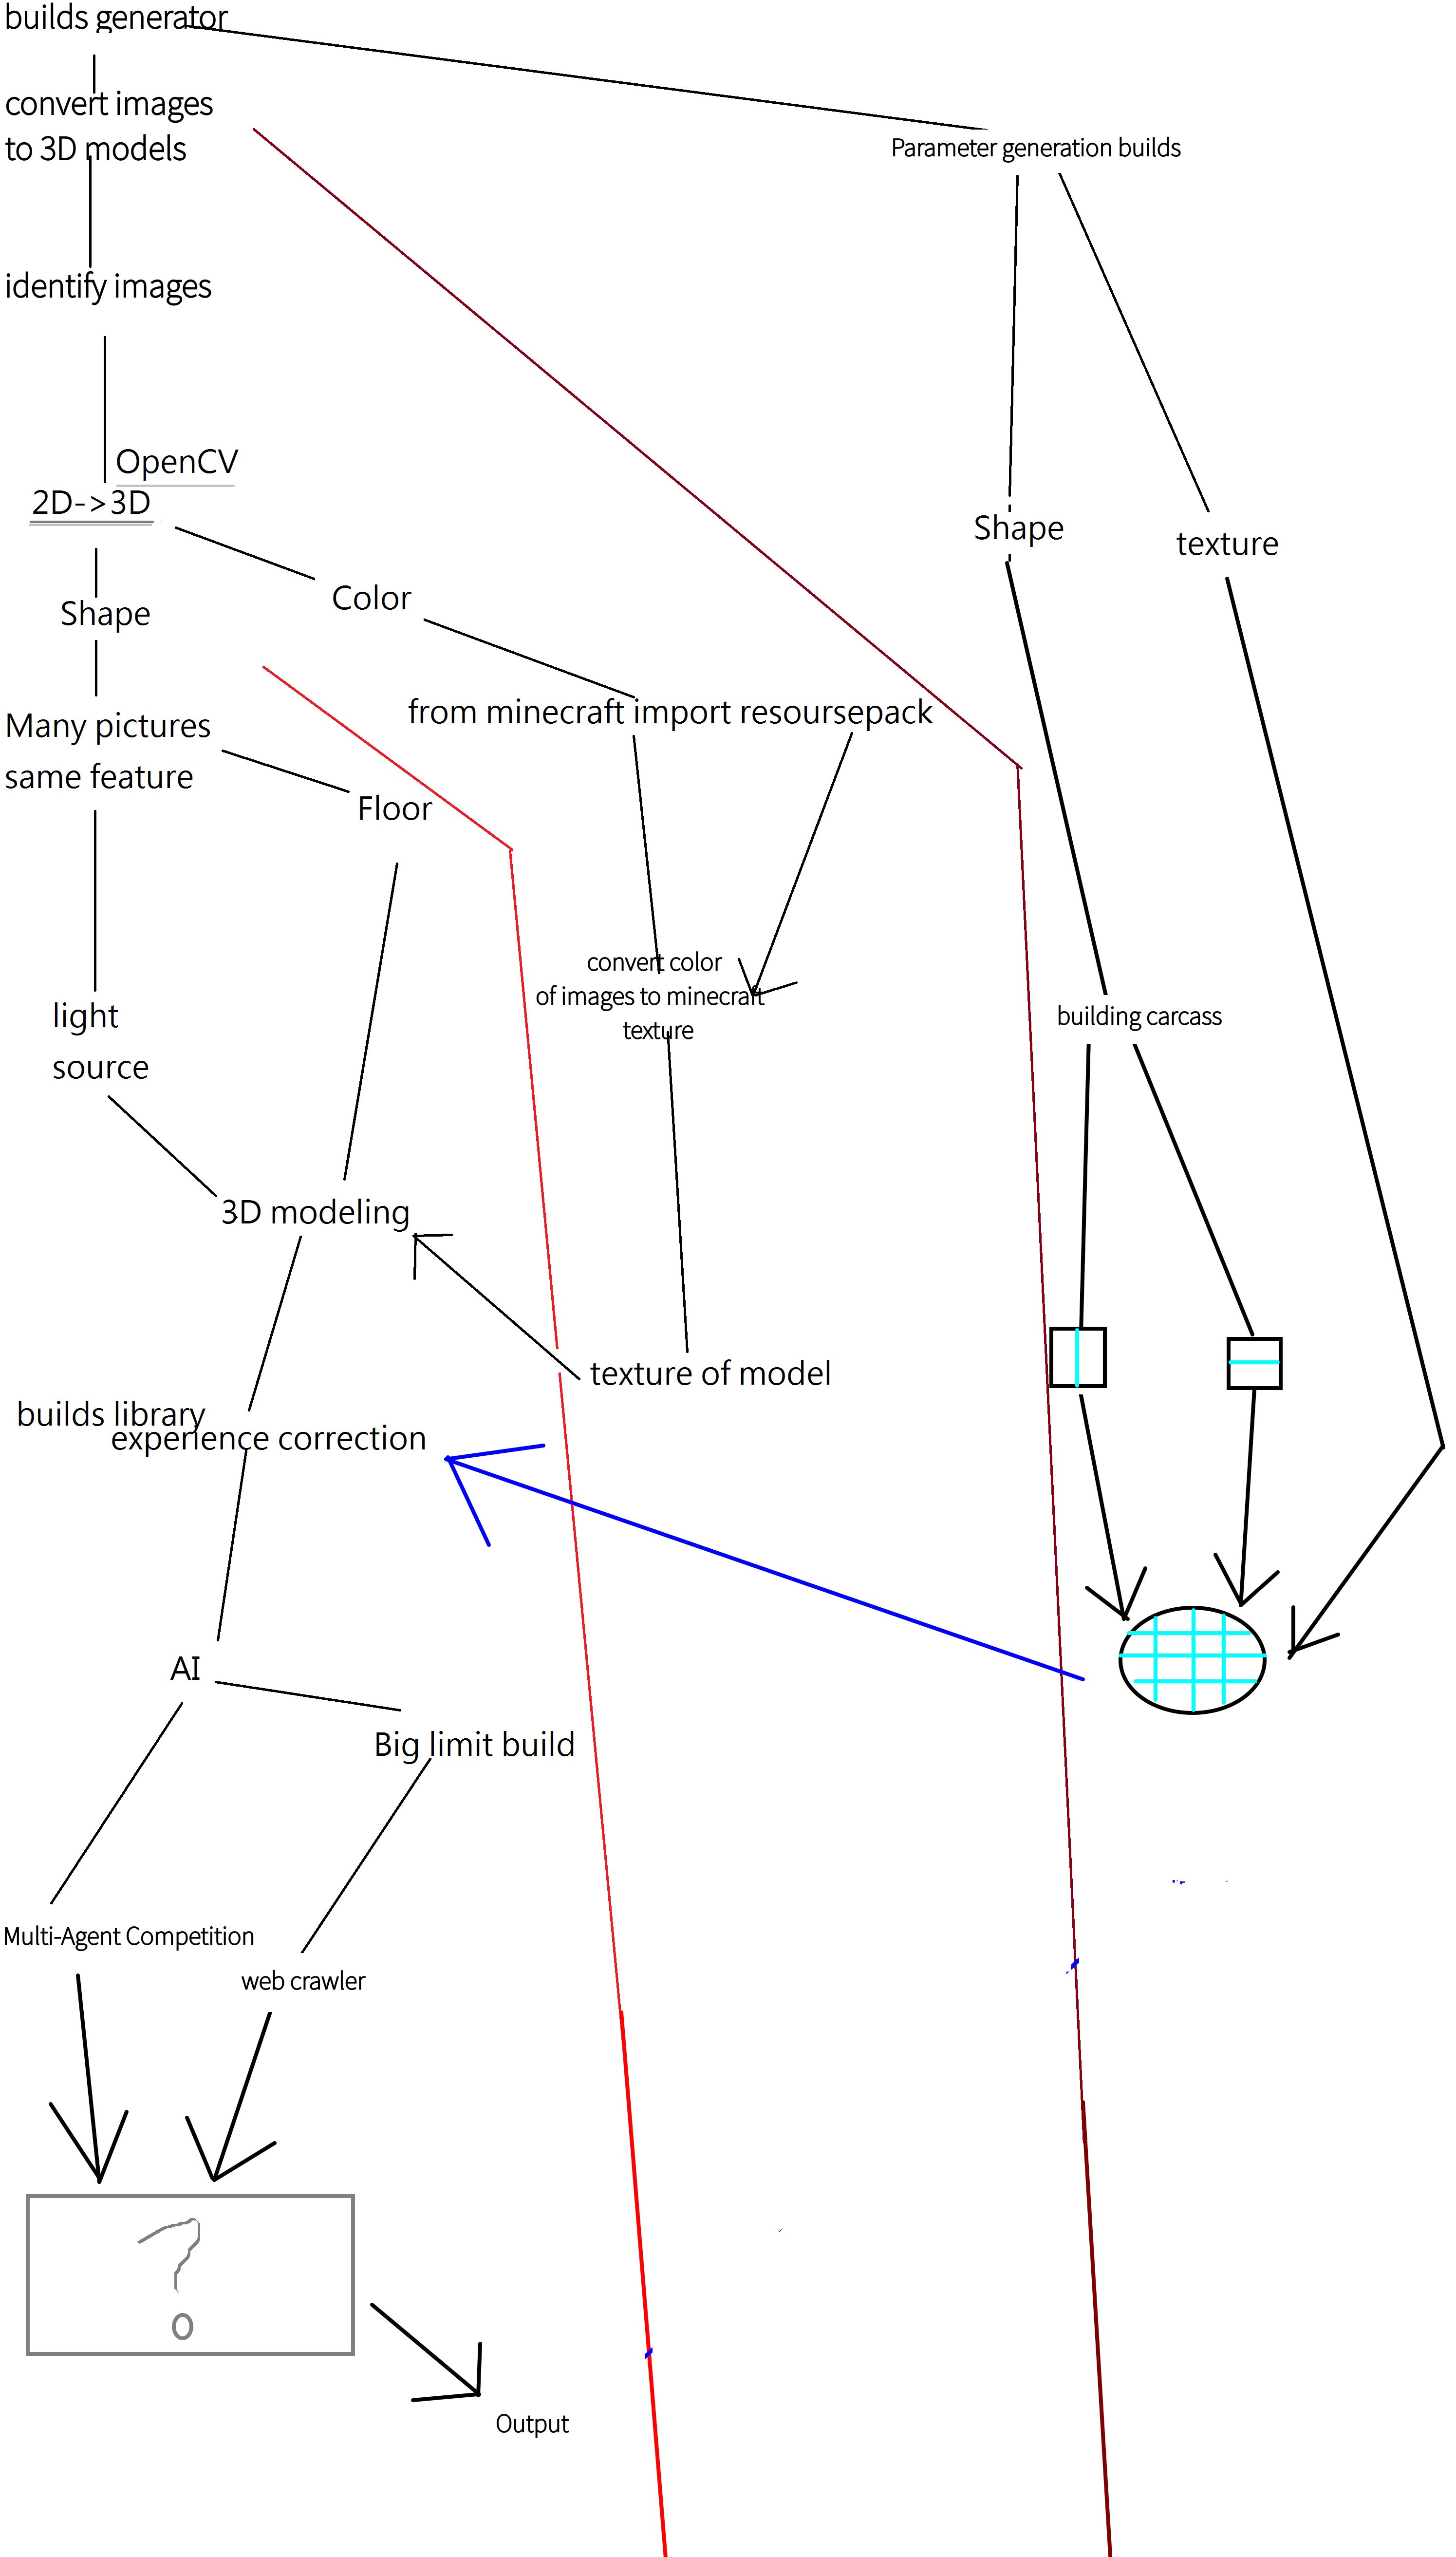 builds generator
convert images
to 3D models
Parameter generation builds
identify images
OpenCV
2D->3D
Shape
texture
Color
Shape
from minecraft import resoursepack
Many pictures
same feature
Floor
convert color
of images to minecraft
texture
light
source
building carcass
3D modeling
texture of model
builds library
experience correction
AI
Big limit build
Multi-Agent Competition
web crawler
?
Output